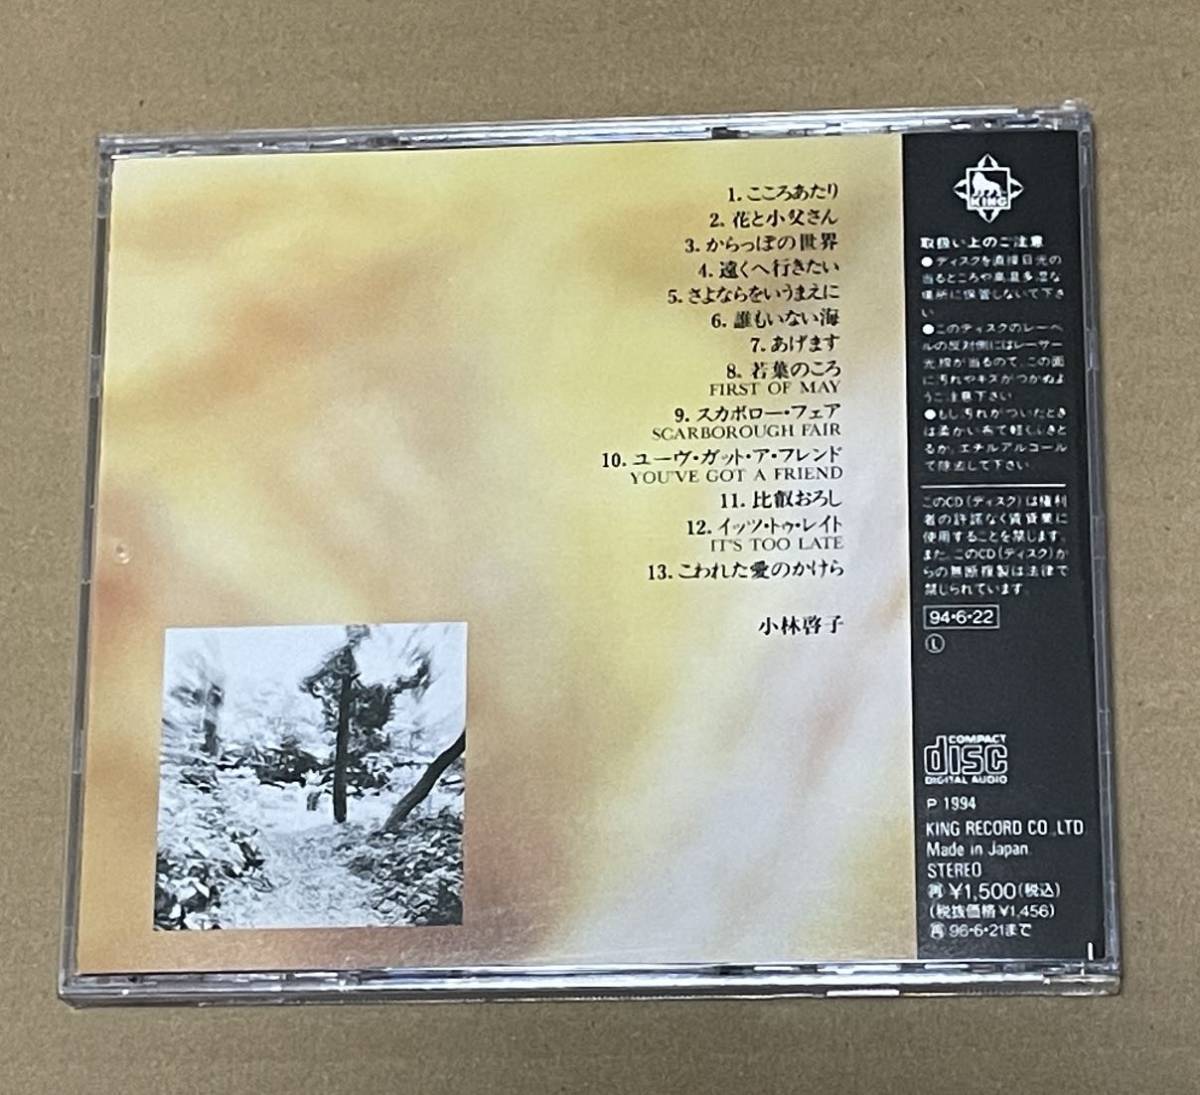 1. こころあたり
2. 花と小父さん
3. からっぽの世界
4. 遠くへ行きたい
5. さよならをいうまえに
6. 誰もいない海
7. あげます
8. 若葉のころ
FIRST OF MAY
9. スカボロー・フェア
SCARBOROUGH FAIR
10. ユーヴ・ガット・ア・フレンド
YOU'VE GOT A FRIEND
11. 比叡おろし
12. イッツ・トゥ・レイト
IT'S TOO LATE
13. こわれた愛のかけら
小林啓子
KING
取扱い上のご注意
●ディスクを直接日光の
当るところや高温多湿な
場所に保管しないで下さ
い
●このディスクのレーベ
ルの反対側にはレーザー
光線が当るので、この面
に汚れやキズがつかぬよ
うご注意下さい
●もし汚れがついたとき
は柔かい布で軽くふきと
るか、エチルアルコール
で除去して下さい
このCD(ディスク)は権利
者の許諾なく賃貸業に
使用することを禁じます。
また、このCD(ディスク)か
らの無断複製は法律で
禁じられています。
94・6・22
Ⓛ
COMPACT
disc
DIGITAL AUDIO
P 1994
KING RECORD CO.,LTD
Made in Japan
STEREO
再 ¥1,500(税込)
(税抜価格¥1,456)
再 96・6・21まで